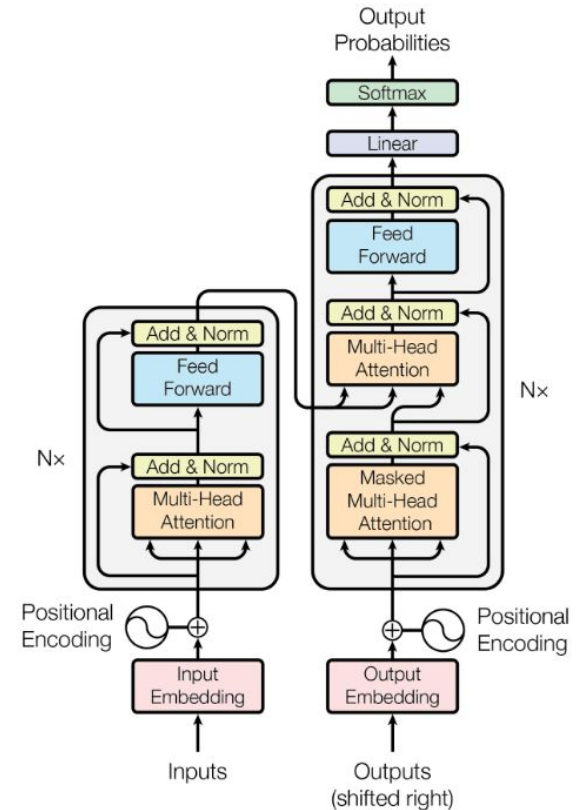 Output
Probabilities
Softmax
Linear
Add & Norm
Feed
Forward
Add & Norm
Multi-Head
Attention
Add & Norm
Masked
Multi-Head
Attention
Nx
Add & Norm
Feed
Forward
Add & Norm
Multi-Head
Attention
Nx
Positional
Encoding
Positional
Encoding
Input
Embedding
Output
Embedding
Inputs
Outputs
(shifted right)